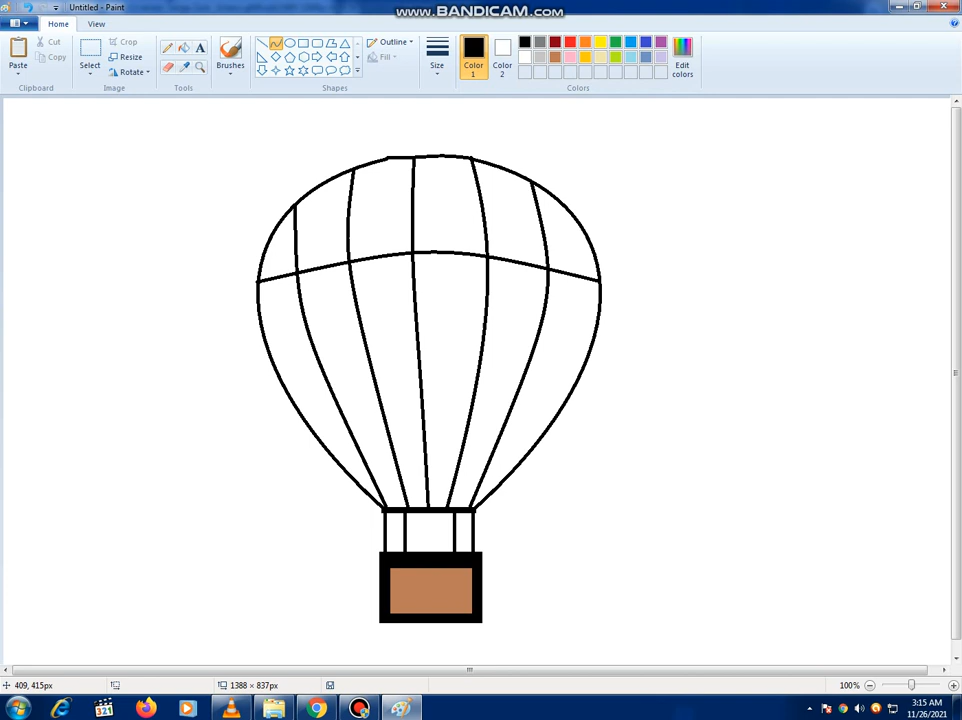 Untitled - Paint
www.BANDICAM.com
Home
View
Paste
Cut
Copy
Clipboard
Select
Crop
Resize
Rotate
Image
A
Tools
Brushes
Shapes
Outline
Fill
Size
Color
1
Color
2
Edit
colors
Colors
409, 415px
1388 × 837px
100%
321
3:15 AM
11/26/2021